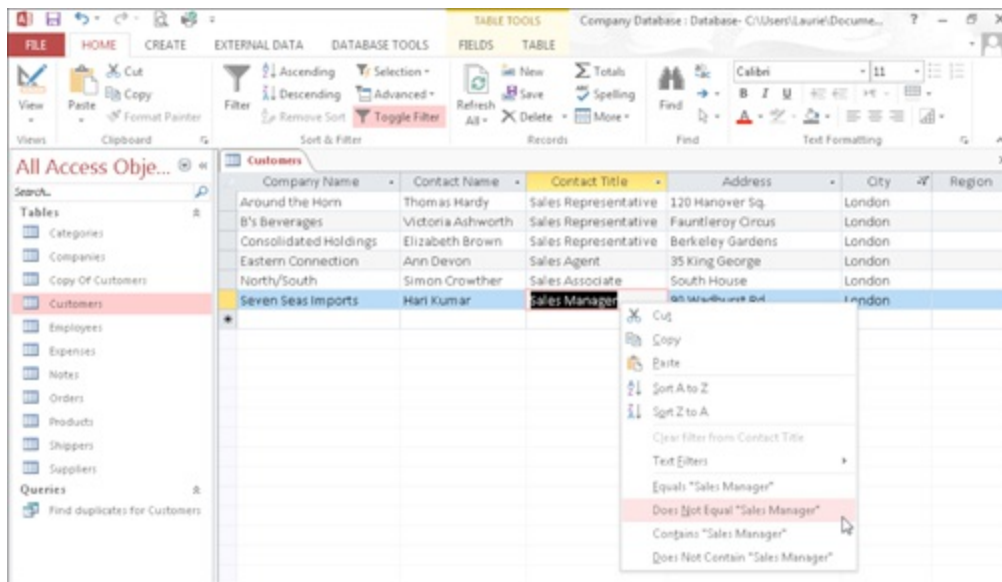 TABLE TOOLS Company Database : Database- C:\Users\Laurie\Docume... ?
FILE HOME CREATE EXTERNAL DATA DATABASE TOOLS FIELDS TABLE
View
Views
Paste
Cut
Copy
Format Painter
Clipboard
Filter
Ascending
Descending
Remove Sort
Selection
Advanced
Toggle Filter
Sort & Filter
Refresh
All
New
Save
Delete
Totals
Spelling
More
Records
Find
Find
Calibri 11
B I U
A
Text Formatting
All Access Obje...
Search...
Tables
Categories
Companies
Copy Of Customers
Customers
Employees
Expenses
Notes
Orders
Products
Shippers
Suppliers
Queries
Find duplicates for Customers
Customers
Company Name Contact Name Contact Title Address City Region
Around the Horn Thomas Hardy Sales Representative 120 Hanover Sq. London
B's Beverages Victoria Ashworth Sales Representative Fauntleroy Circus London
Consolidated Holdings Elizabeth Brown Sales Representative Berkeley Gardens London
Eastern Connection Ann Devon Sales Agent 35 King George London
North/South Simon Crowther Sales Associate South House London
Seven Seas Imports Hari Kumar Sales Manager 90 Wadhurst Rd. London
Cut
Copy
Paste
Sort A to Z
Sort Z to A
Clear filter from Contact Title
Text Filters
Equals "Sales Manager"
Does Not Equal "Sales Manager"
Contains "Sales Manager"
Does Not Contain "Sales Manager"